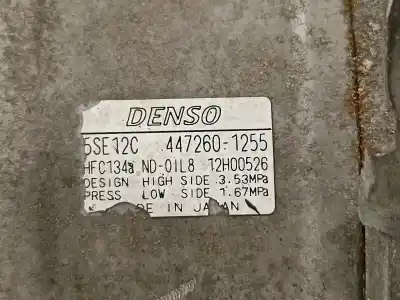 DENSO
5SE12C 447260-1255
HFC134a ND-OIL8 12H00526
DESIGN HIGH SIDE 3.53MPa
PRESS LOW SIDE 1.67MPa
DE IN JAPAN